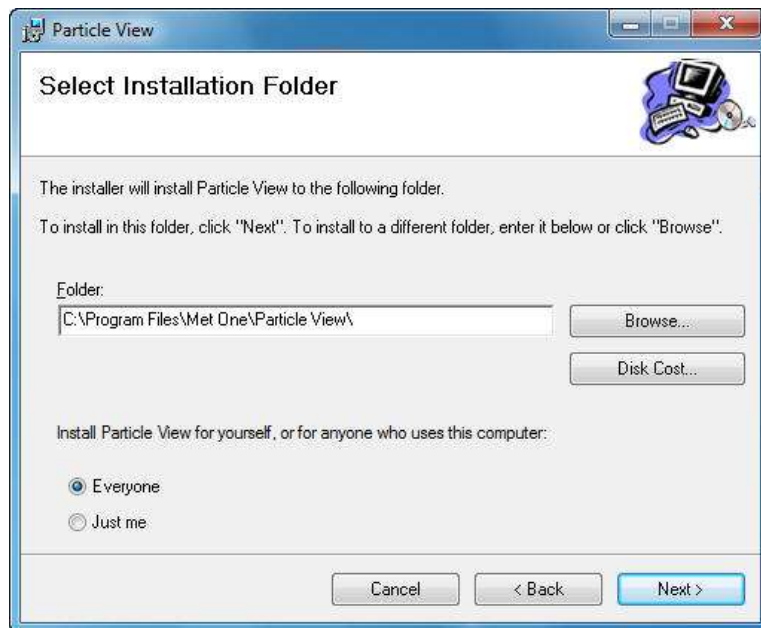 Particle View
Select Installation Folder
The installer will install Particle View to the following folder.
To install in this folder, click "Next". To install to a different folder, enter it below or click "Browse".
Folder:
C:\Program Files\Met One\Particle View\
Browse...
Disk Cost...
Install Particle View for yourself, or for anyone who uses this computer:
Everyone
Just me
Cancel
< Back
Next >